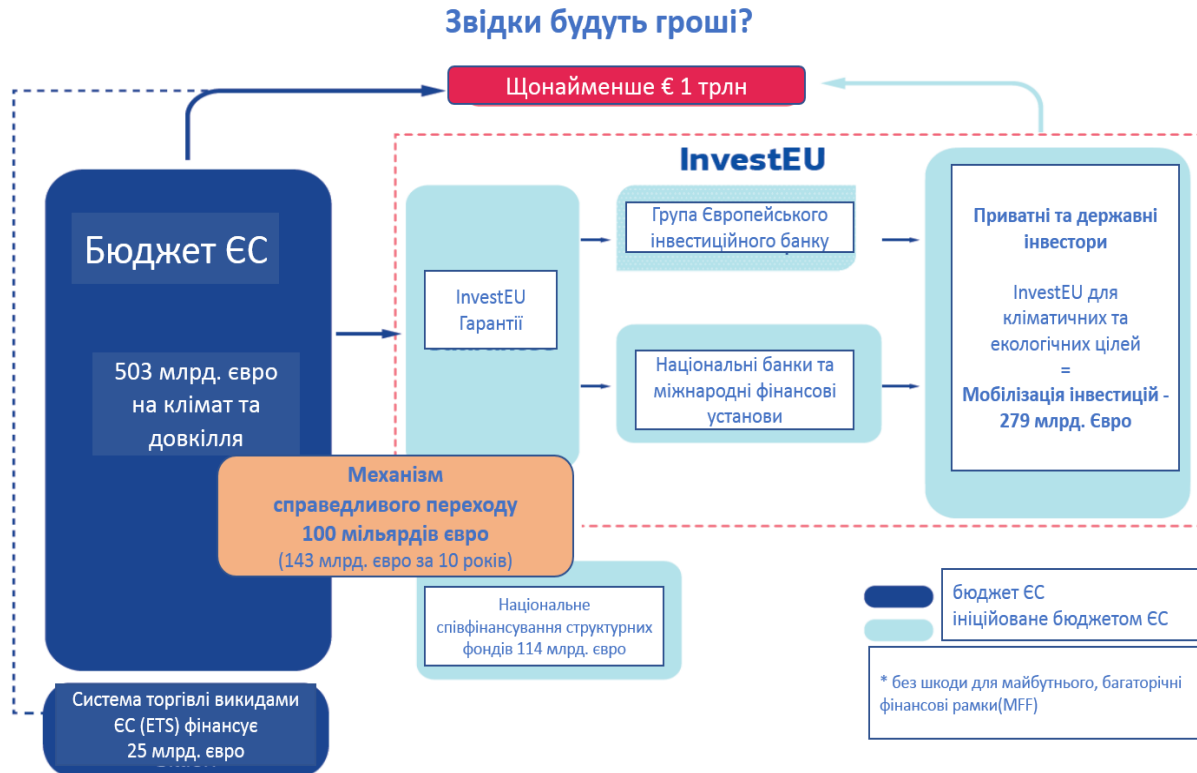 Звідки будуть гроші?
Щонайменше € 1 трлн
InvestEU
Бюджет ЄС
503 млрд. євро
на клімат та
довкілля
InvestEU
Гарантії
Група Європейського
інвестиційного банку
Національні банки та
міжнародні фінансові
установи
Приватні та державні
інвестори
InvestEU для
кліматичних та
екологічних цілей
=
Мобілізація інвестицій -
279 млрд. Євро
Механізм
справедливого переходу
100 мільярдів євро
(143 млрд. євро за 10 років)
Національне
співфінансування структурних
фондів 114 млрд. євро
Система торгівлі викидами
ЄС (ETS) фінансує
25 млрд. євро
бюджет ЄС
ініційоване бюджетом ЄС
* без шкоди для майбутнього, багаторічні
фінансові рамки(MFF)